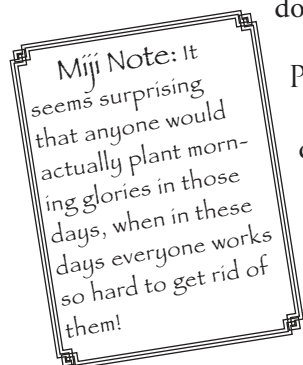 do
P
Miji Note: It
seems surprising
that anyone would
actually plant morn-
ing glories in those
days, when in these
days everyone works
so hard to get rid of
them!